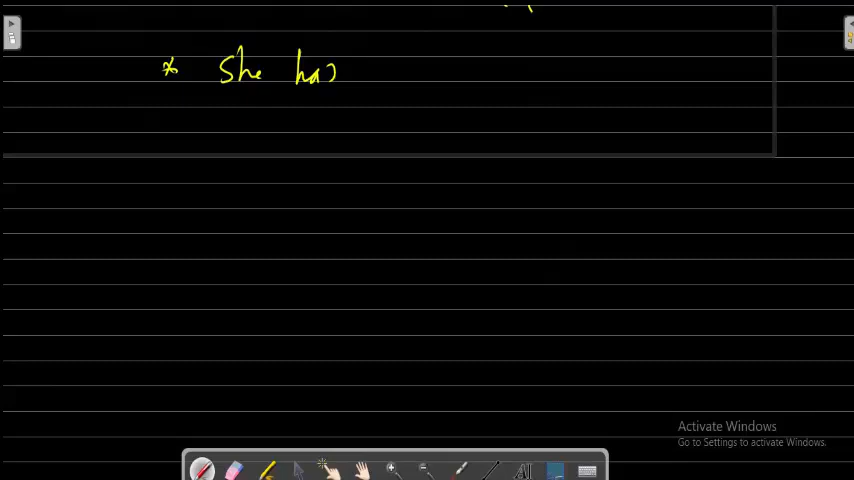 * She has
Activate Windows
Go to Settings to activate Windows.